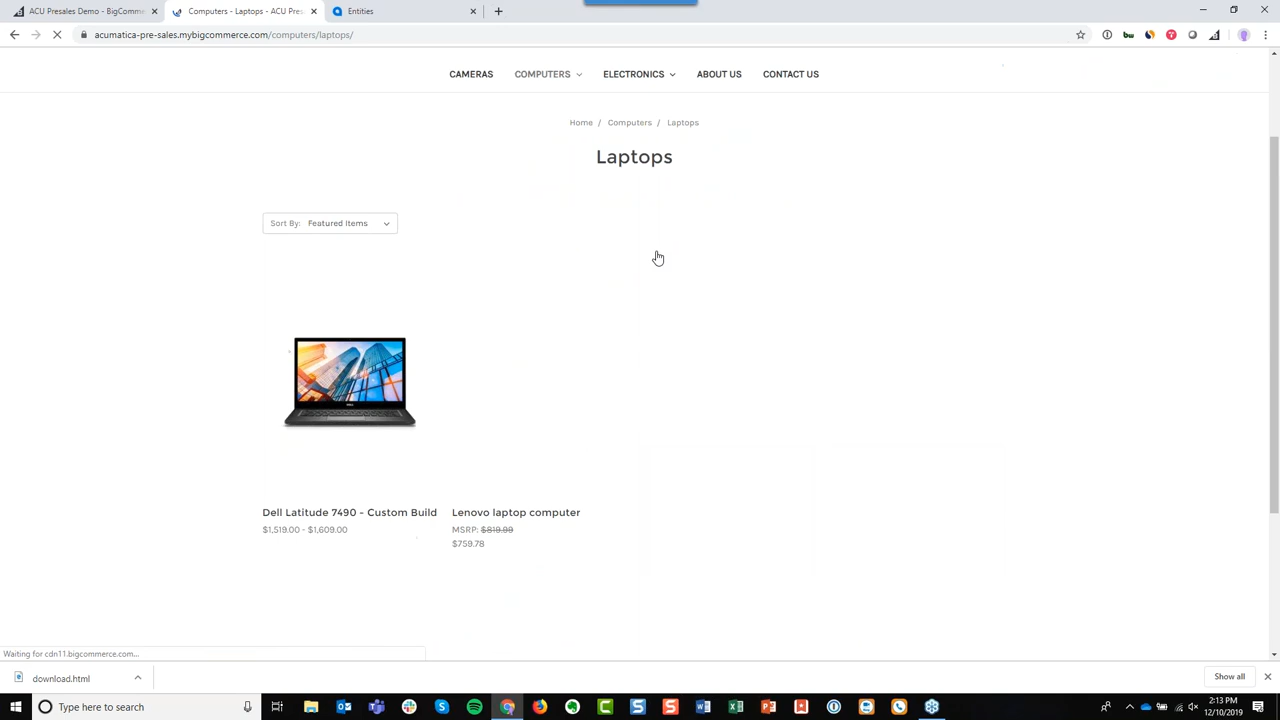 ACU Presales Demo - BigComme
Computers - Laptops - ACU Pres
Entities
acumatica-pre-sales.mybigcommerce.com/computers/laptops/
CAMERAS COMPUTERS ELECTRONICS ABOUT US CONTACT US
Home / Computers / Laptops
Laptops
Sort By: Featured Items
Dell Latitude 7490 - Custom Build
$1,519.00 - $1,609.00
Lenovo laptop computer
MSRP: $819.99
$759.78
Waiting for cdn11.bigcommerce.com...
download.html
Show all
Type here to search
2:13 PM
12/10/2019